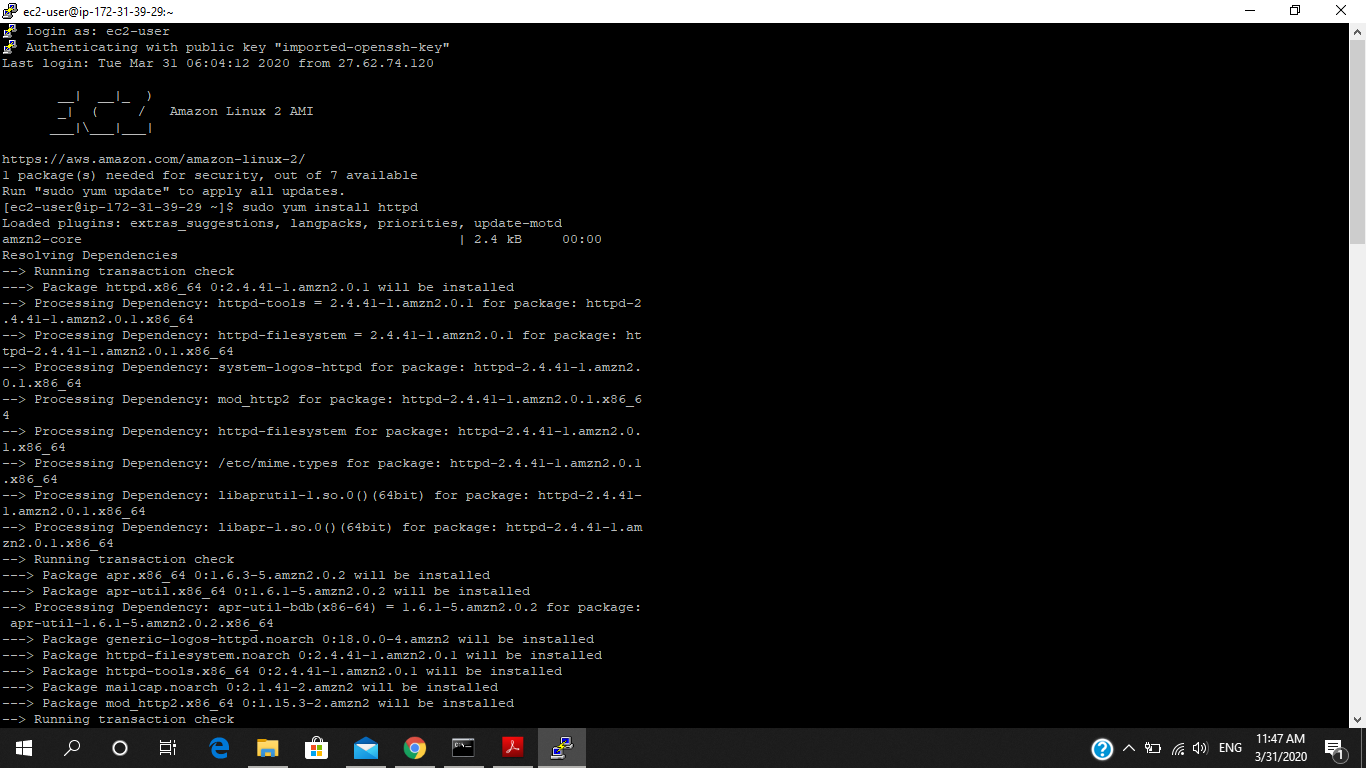 ec2-user@ip-172-31-39-29:~
login as: ec2-user
Authenticating with public key "imported-openssh-key"
Last login: Tue Mar 31 06:04:12 2020 from 27.62.74.120
__|  __|_  )
_|  (     /   Amazon Linux 2 AMI
___|\___|___|
https://aws.amazon.com/amazon-linux-2/
1 package(s) needed for security, out of 7 available
Run "sudo yum update" to apply all updates.
[ec2-user@ip-172-31-39-29 ~]$ sudo yum install httpd
Loaded plugins: extras_suggestions, langpacks, priorities, update-motd
amzn2-core                                               | 2.4 kB     00:00
Resolving Dependencies
--> Running transaction check
---> Package httpd.x86_64 0:2.4.41-1.amzn2.0.1 will be installed
--> Processing Dependency: httpd-tools = 2.4.41-1.amzn2.0.1 for package: httpd-2
.4.41-1.amzn2.0.1.x86_64
--> Processing Dependency: httpd-filesystem = 2.4.41-1.amzn2.0.1 for package: ht
tpd-2.4.41-1.amzn2.0.1.x86_64
--> Processing Dependency: system-logos-httpd for package: httpd-2.4.41-1.amzn2.
0.1.x86_64
--> Processing Dependency: mod_http2 for package: httpd-2.4.41-1.amzn2.0.1.x86_6
4
--> Processing Dependency: httpd-filesystem for package: httpd-2.4.41-1.amzn2.0.
1.x86_64
--> Processing Dependency: /etc/mime.types for package: httpd-2.4.41-1.amzn2.0.1
.x86_64
--> Processing Dependency: libaprutil-1.so.0()(64bit) for package: httpd-2.4.41-
1.amzn2.0.1.x86_64
--> Processing Dependency: libapr-1.so.0()(64bit) for package: httpd-2.4.41-1.am
zn2.0.1.x86_64
--> Running transaction check
---> Package apr.x86_64 0:1.6.3-5.amzn2.0.2 will be installed
---> Package apr-util.x86_64 0:1.6.1-5.amzn2.0.2 will be installed
--> Processing Dependency: apr-util-bdb(x86-64) = 1.6.1-5.amzn2.0.2 for package:
apr-util-1.6.1-5.amzn2.0.2.x86_64
---> Package generic-logos-httpd.noarch 0:18.0.0-4.amzn2 will be installed
---> Package httpd-filesystem.noarch 0:2.4.41-1.amzn2.0.1 will be installed
---> Package httpd-tools.x86_64 0:2.4.41-1.amzn2.0.1 will be installed
---> Package mailcap.noarch 0:2.1.41-2.amzn2 will be installed
---> Package mod_http2.x86_64 0:1.15.3-2.amzn2 will be installed
--> Running transaction check
ENG
11:47 AM
3/31/2020
1